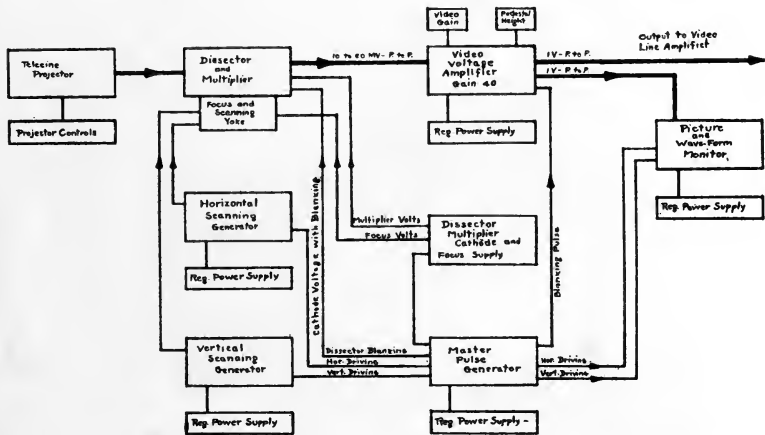 Video
Gain
Pedestal
Height
Telecine
Projector
Projector Controls
Dissector
and
Multiplier
Focus and
Scanning
Yoke
10 to 60 MV- P. to P.
Video
Voltage
Amplifier
Gain 40
Reg Power Supply
1V- P. to P.
1V- P. to P.
Output to Video
Line Amplifier
Picture
and
Wave-Form
Monitor
Reg. Power Supply
Horizontal
Scanning
Generator
Reg. Power Supply
Cathode Voltage with Blanking
Multiplier Volts
Focus Volts
Dissector
Multiplier
Cathode and
Focus Supply
Blanking Pulse
Vertical
Scanning
Generator
Reg. Power Supply
Dissector Blanking
Hor. Driving
Vert. Driving
Master
Pulse
Generator
Reg. Power Supply -
Hor. Driving
Vert. Driving